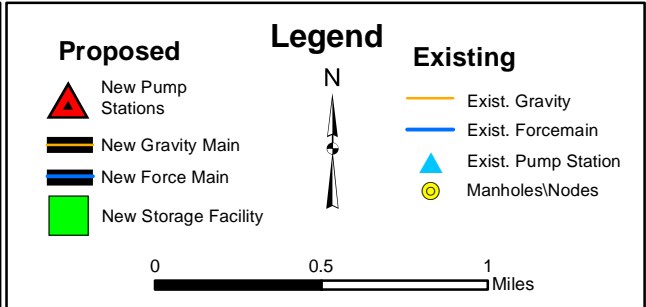 Legend
Proposed
New Pump
Stations
New Gravity Main
New Force Main
New Storage Facility
N
Existing
Exist. Gravity
Exist. Forcemain
Exist. Pump Station
Manholes\Nodes
0 0.5 1
Miles